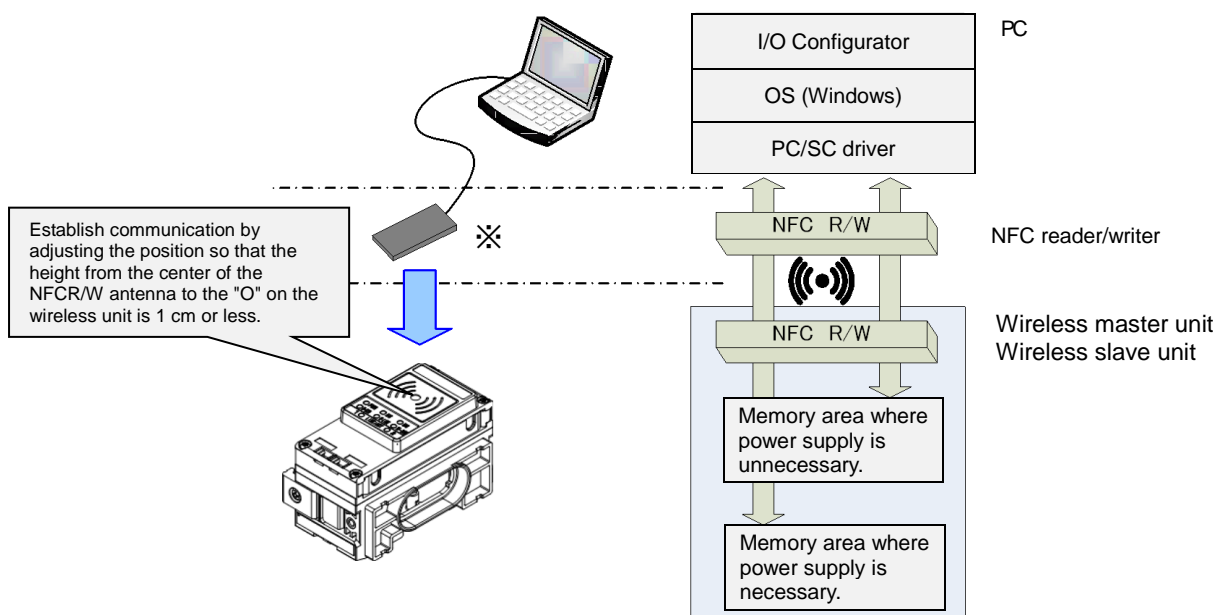 I/O Configurator
PC
OS (Windows)
PC/SC driver
Establish communication by
adjusting the position so that the
height from the center of the
NFCR/W antenna to the "O" on the
wireless unit is 1 cm or less.
※
NFC R/W
NFC reader/writer
NFC R/W
Wireless master unit
Wireless slave unit
Memory area where
power supply is
unnecessary.
Memory area where
power supply is
necessary.